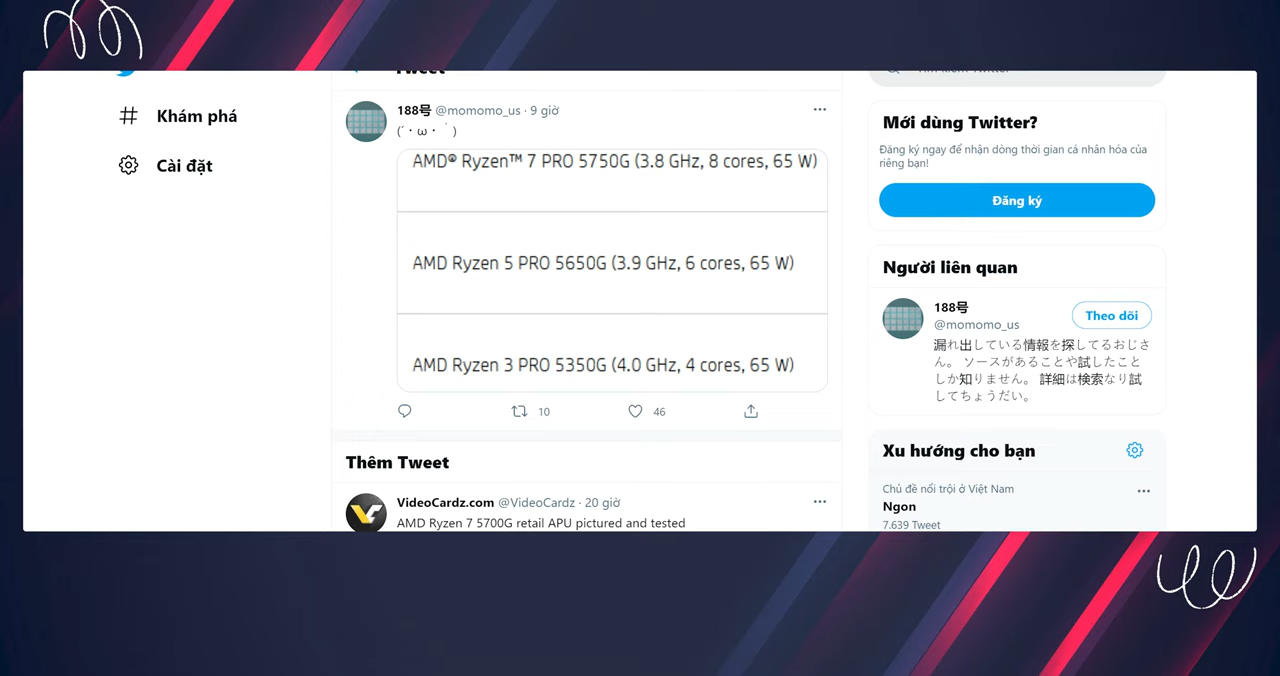 Tweet
Khám phá
Cài đặt
188号 @momomo_us · 9 giờ
(´・ω・｀)
AMD® Ryzen™ 7 PRO 5750G (3.8 GHz, 8 cores, 65 W)
AMD Ryzen 5 PRO 5650G (3.9 GHz, 6 cores, 65 W)
AMD Ryzen 3 PRO 5350G (4.0 GHz, 4 cores, 65 W)
10 46
Thêm Tweet
VideoCardz.com @VideoCardz · 20 giờ
AMD Ryzen 7 5700G retail APU pictured and tested
Mới dùng Twitter?
Đăng ký ngay để nhận dòng thời gian cá nhân hóa của
riêng bạn!
Đăng ký
Người liên quan
188号
@momomo_us
Theo dõi
漏れ出している情報を探してるおじさ
ん。 ソースがあることや試したこと
しか知りません。 詳細は検索なり試
してちょうだい。
Xu hướng cho bạn
Chủ đề nổi trội ở Việt Nam
Ngon
7.639 Tweet